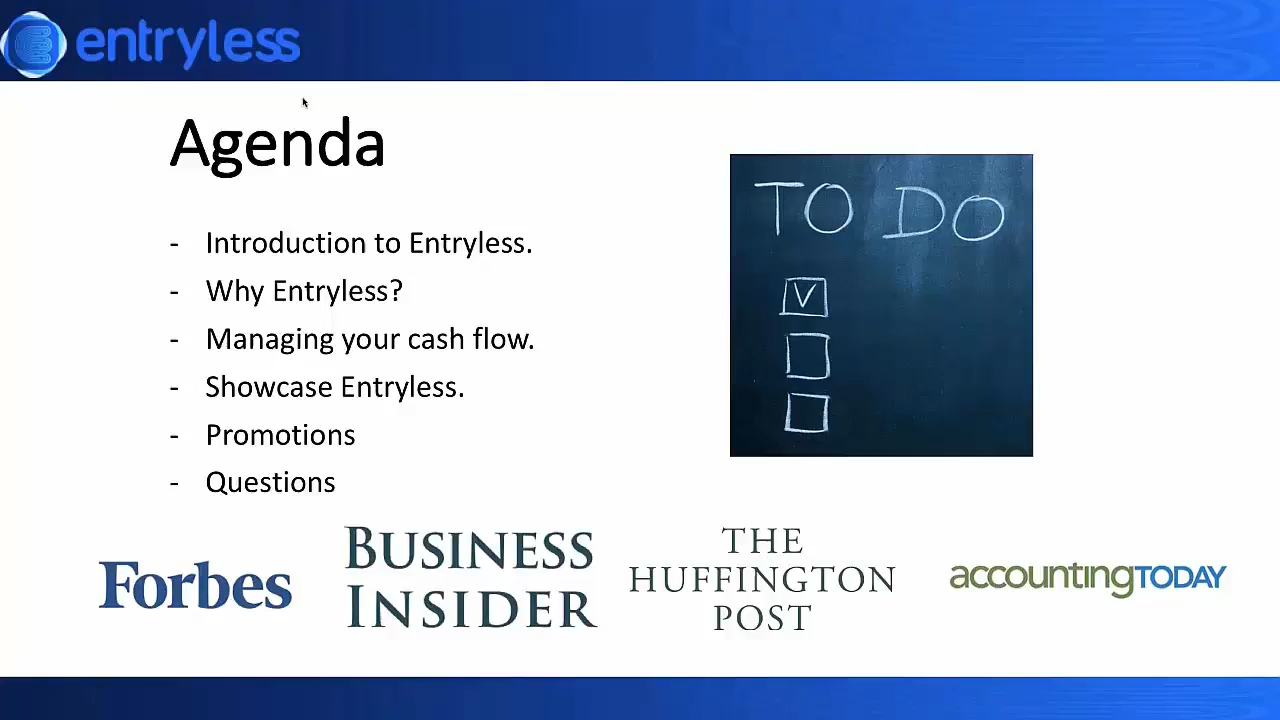 entryless
Agenda
- Introduction to Entryless.
- Why Entryless?
- Managing your cash flow.
- Showcase Entryless.
- Promotions
- Questions
TO DO
V
Forbes
BUSINESS
INSIDER
THE
HUFFINGTON
POST
accountingTODAY